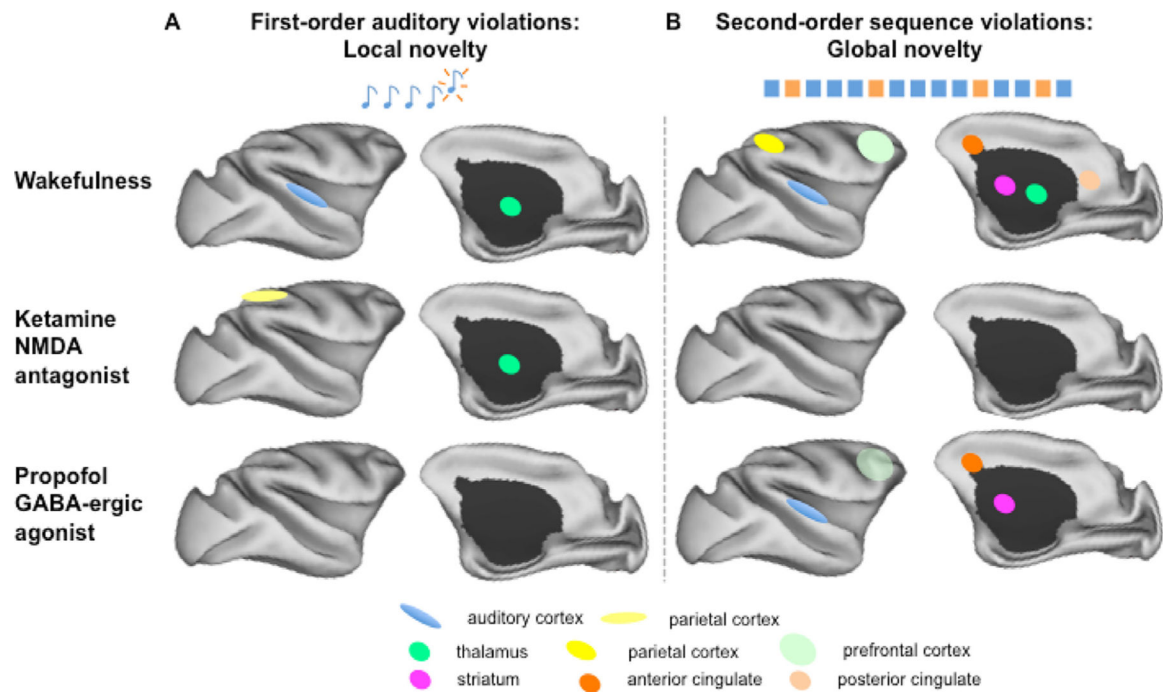 A First-order auditory violations:
Local novelty
B Second-order sequence violations:
Global novelty
Wakefulness
Ketamine
NMDA
antagonist
Propofol
GABA-ergic
agonist
auditory cortex parietal cortex
thalamus parietal cortex prefrontal cortex
striatum anterior cingulate posterior cingulate